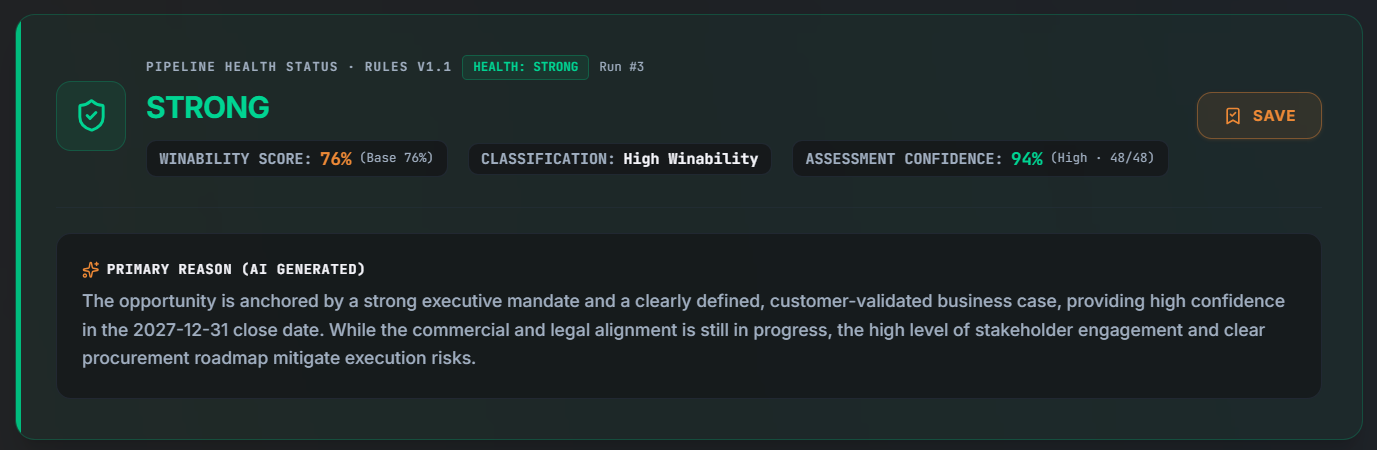 PIPELINE HEALTH STATUS · RULES V1.1 HEALTH: STRONG Run #3
STRONG
SAVE
WINABILITY SCORE: 76% (Base 76%) CLASSIFICATION: High Winability ASSESSMENT CONFIDENCE: 94% (High · 48/48)
PRIMARY REASON (AI GENERATED)
The opportunity is anchored by a strong executive mandate and a clearly defined, customer-validated business case, providing high confidence
in the 2027-12-31 close date. While the commercial and legal alignment is still in progress, the high level of stakeholder engagement and clear
procurement roadmap mitigate execution risks.